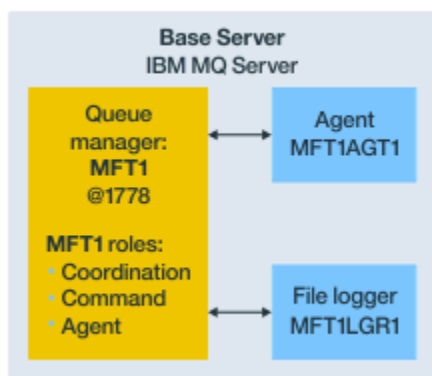 Base Server
IBM MQ Server
Queue
manager:
MFT1
@1778
MFT1 roles:
• Coordination
• Command
• Agent
Agent
MFT1AGT1
File logger
MFT1LGR1